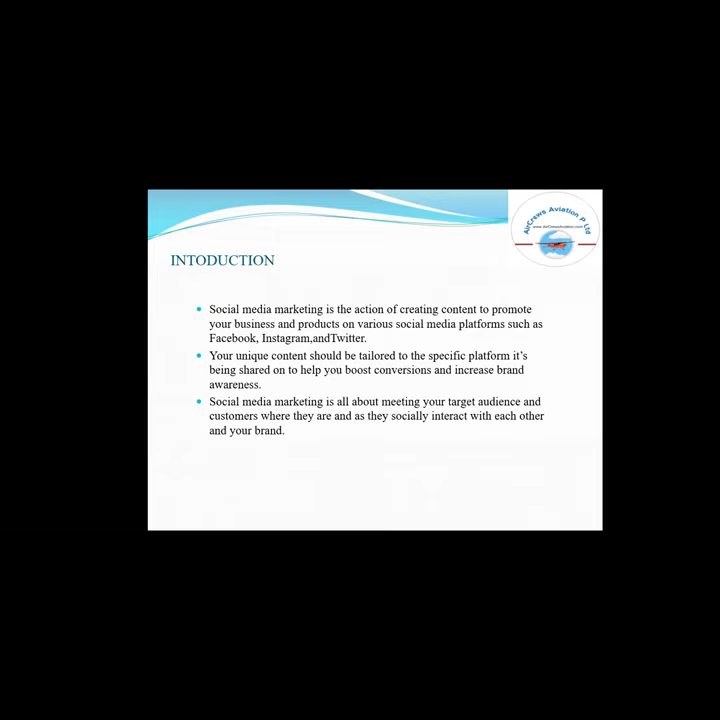 AirCrews Aviation P Ltd
www.AirCrewsAviation.com
INTODUCTION
Social media marketing is the action of creating content to promote
your business and products on various social media platforms such as
Facebook, Instagram,andTwitter.
Your unique content should be tailored to the specific platform it’s
being shared on to help you boost conversions and increase brand
awareness.
Social media marketing is all about meeting your target audience and
customers where they are and as they socially interact with each other
and your brand.